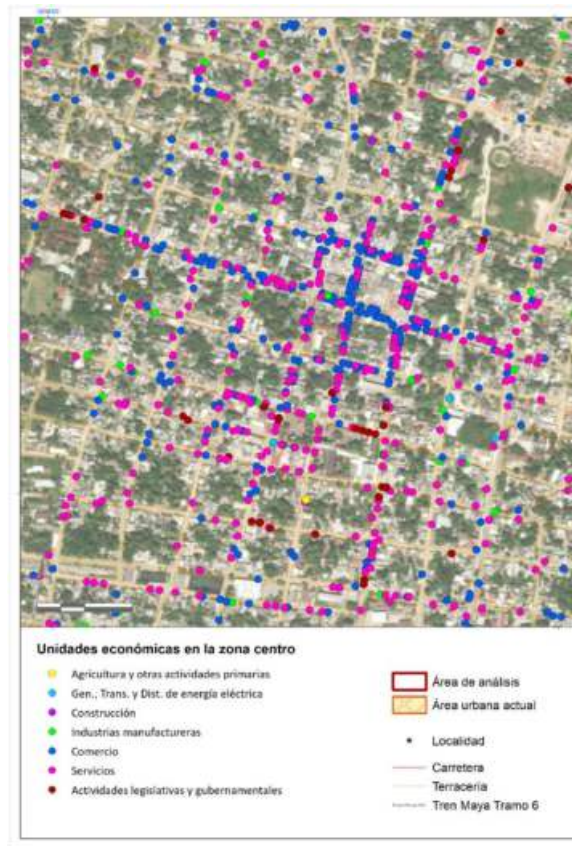 Unidades económicas en la zona centro
Agricultura y otras actividades primarias
Gen., Trans. y Dist. de energía eléctrica
Construcción
Industrias manufactureras
Comercio
Servicios
Actividades legislativas y gubernamentales
Área de análisis
Área urbana actual
Localidad
Carretera
Terracería
Tren Maya Tramo 6